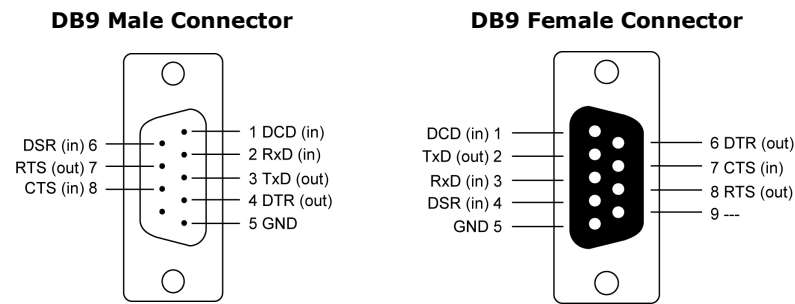 DB9 Male Connector
DSR (in) 6
RTS (out) 7
CTS (in) 8
1 DCD (in)
2 RxD (in)
3 TxD (out)
4 DTR (out)
5 GND
DB9 Female Connector
DCD (in) 1
TxD (out) 2
RxD (in) 3
DSR (in) 4
GND 5
6 DTR (out)
7 CTS (in)
8 RTS (out)
9 ---